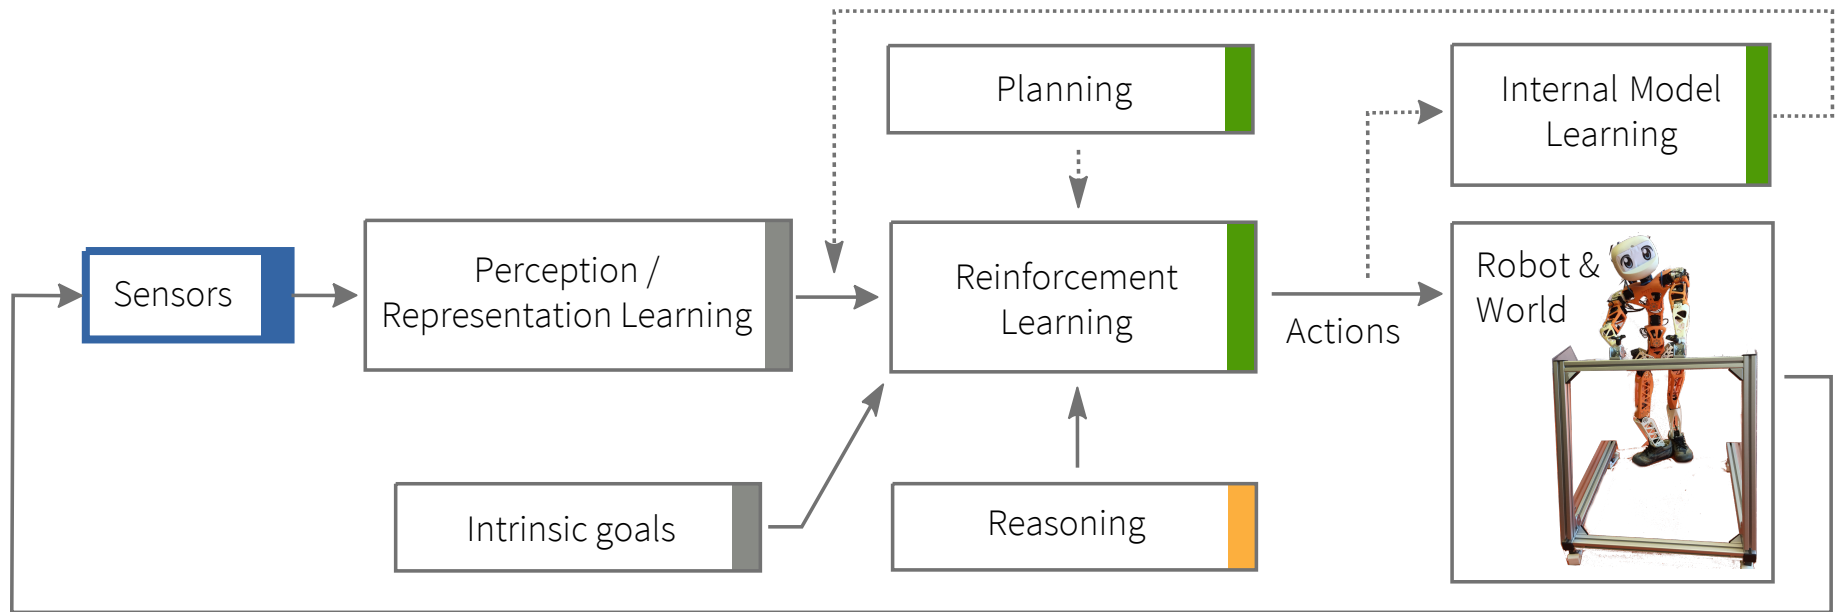 Planning
Internal Model
Learning
Sensors
Perception /
Representation Learning
Reinforcement
Learning
Actions
Robot &
World
Intrinsic goals
Reasoning